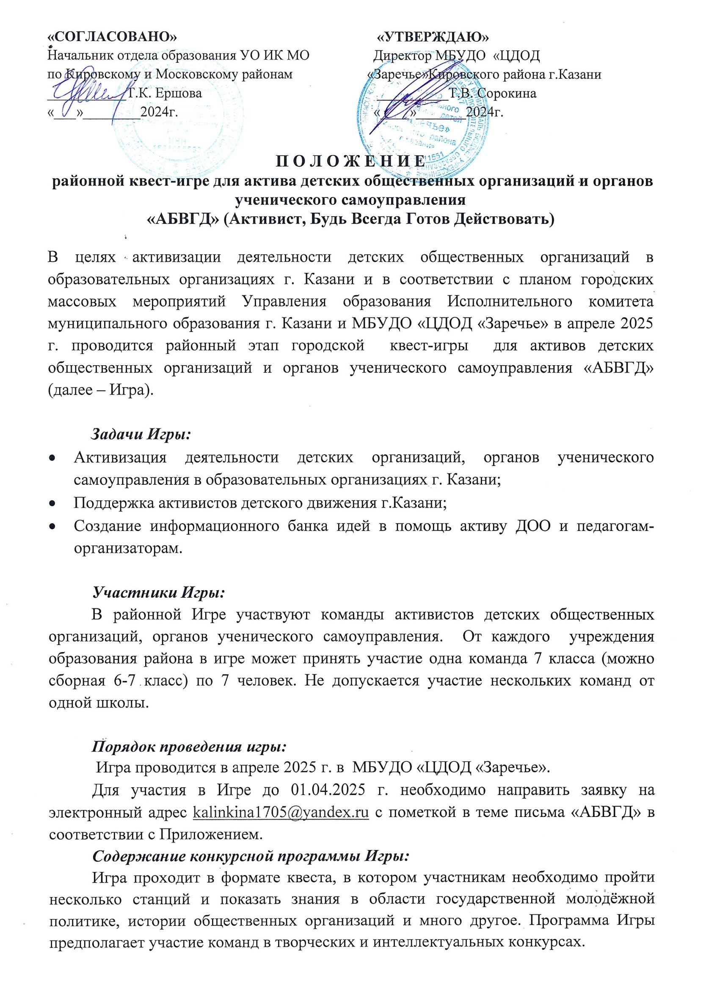 «СОГЛАСОВАНО»
Начальник отдела образования УО ИК МО
по Кировскому и Московскому районам
___________Т.К. Ершова
«___»________2024г.
«УТВЕРЖДАЮ»
Директор МБУДО «ЦДОД
«Заречье»Кировского района г.Казани
__________Т.В. Сорокина
«____»_______2024г.
П О Л О Ж Е Н И Е
районной квест-игре для актива детских общественных организаций и органов
ученического самоуправления
«АБВГД» (Активист, Будь Всегда Готов Действовать)
В целях активизации деятельности детских общественных организаций в
образовательных организациях г. Казани и в соответствии с планом городских
массовых мероприятий Управления образования Исполнительного комитета
муниципального образования г. Казани и МБУДО «ЦДОД «Заречье» в апреле 2025
г. проводится районный этап городской квест-игры для активов детских
общественных организаций и органов ученического самоуправления «АБВГД»
(далее – Игра).
Задачи Игры:
• Активизация деятельности детских организаций, органов ученического
самоуправления в образовательных организациях г. Казани;
• Поддержка активистов детского движения г.Казани;
• Создание информационного банка идей в помощь активу ДОО и педагогам-
организаторам.
Участники Игры:
В районной Игре участвуют команды активистов детских общественных
организаций, органов ученического самоуправления. От каждого учреждения
образования района в игре может принять участие одна команда 7 класса (можно
сборная 6-7 класс) по 7 человек. Не допускается участие нескольких команд от
одной школы.
Порядок проведения игры:
Игра проводится в апреле 2025 г. в МБУДО «ЦДОД «Заречье».
Для участия в Игре до 01.04.2025 г. необходимо направить заявку на
электронный адрес kalinkina1705@yandex.ru с пометкой в теме письма «АБВГД» в
соответствии с Приложением.
Содержание конкурсной программы Игры:
Игра проходит в формате квеста, в котором участникам необходимо пройти
несколько станций и показать знания в области государственной молодёжной
политике, истории общественных организаций и много другое. Программа Игры
предполагает участие команд в творческих и интеллектуальных конкурсах.